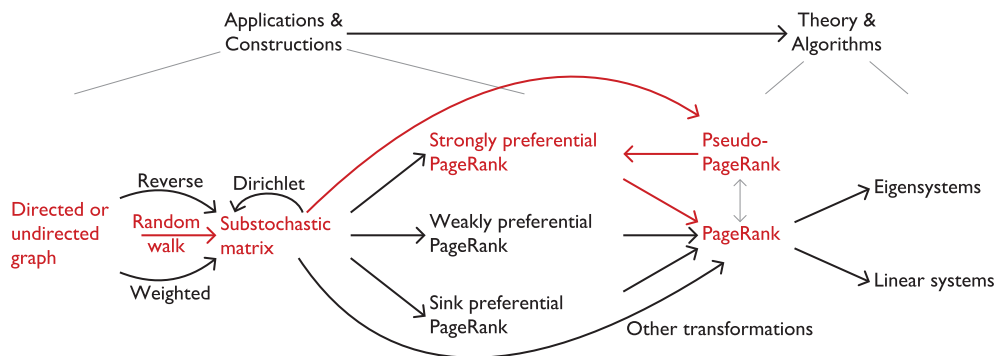 Applications &
Constructions
Theory &
Algorithms
Strongly preferential
PageRank
Pseudo-
PageRank
Reverse
Dirichlet
Eigensystems
Directed or
undirected
graph
Random
walk
Substochastic
matrix
Weakly preferential
PageRank
PageRank
Weighted
Sink preferential
PageRank
Linear systems
Other transformations